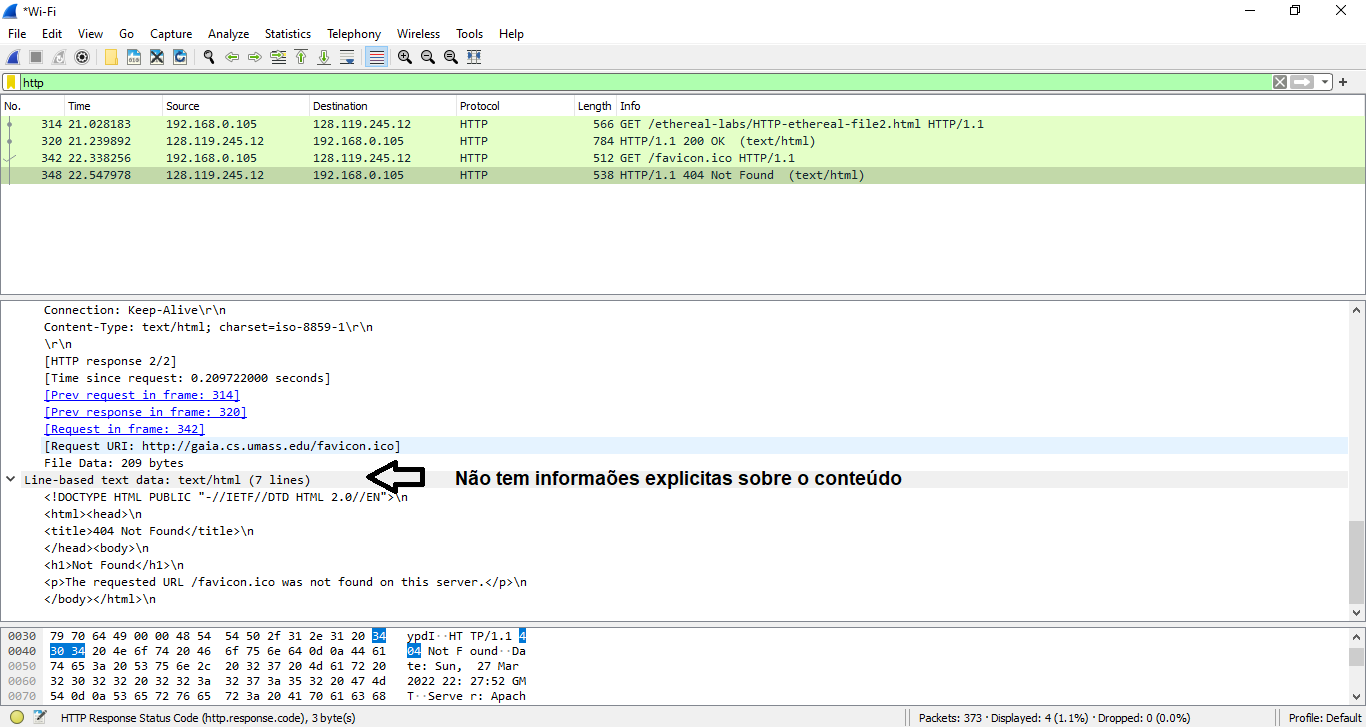 *Wi-Fi
File Edit View Go Capture Analyze Statistics Telephony Wireless Tools Help
http
No. Time Source Destination Protocol Length Info
314 21.028183 192.168.0.105 128.119.245.12 HTTP 566 GET /ethereal-labs/HTTP-ethereal-file2.html HTTP/1.1
320 21.239892 128.119.245.12 192.168.0.105 HTTP 784 HTTP/1.1 200 OK (text/html)
342 22.338256 192.168.0.105 128.119.245.12 HTTP 512 GET /favicon.ico HTTP/1.1
348 22.547978 128.119.245.12 192.168.0.105 HTTP 538 HTTP/1.1 404 Not Found (text/html)
Connection: Keep-Alive\r\n
Content-Type: text/html; charset=iso-8859-1\r\n
\r\n
[HTTP response 2/2]
[Time since request: 0.209722000 seconds]
[Prev request in frame: 314]
[Prev response in frame: 320]
[Request in frame: 342]
[Request URI: http://gaia.cs.umass.edu/favicon.ico]
File Data: 209 bytes
Line-based text data: text/html (7 lines) Não tem informaões explicitas sobre o conteúdo
<!DOCTYPE HTML PUBLIC "-//IETF//DTD HTML 2.0//EN">\n
<html><head>\n
<title>404 Not Found</title>\n
</head><body>\n
<h1>Not Found</h1>\n
<p>The requested URL /favicon.ico was not found on this server.</p>\n
</body></html>\n
0030 79 70 64 49 00 00 48 54 54 50 2f 31 2e 31 20 34 ypdI··HT TP/1.1 4
0040 30 34 20 4e 6f 74 20 46 6f 75 6e 64 0d 0a 44 61 04 Not F ound··Da
0050 74 65 3a 20 53 75 6e 2c 20 32 37 20 4d 61 72 20 te: Sun, 27 Mar
0060 32 30 32 32 20 32 32 3a 32 37 3a 35 32 20 47 4d 2022 22: 27:52 GM
0070 54 0d 0a 53 65 72 76 65 72 3a 20 41 70 61 63 68 T··Serve r: Apach
HTTP Response Status Code (http.response.code), 3 byte(s) Packets: 373 · Displayed: 4 (1.1%) · Dropped: 0 (0.0%) Profile: Default